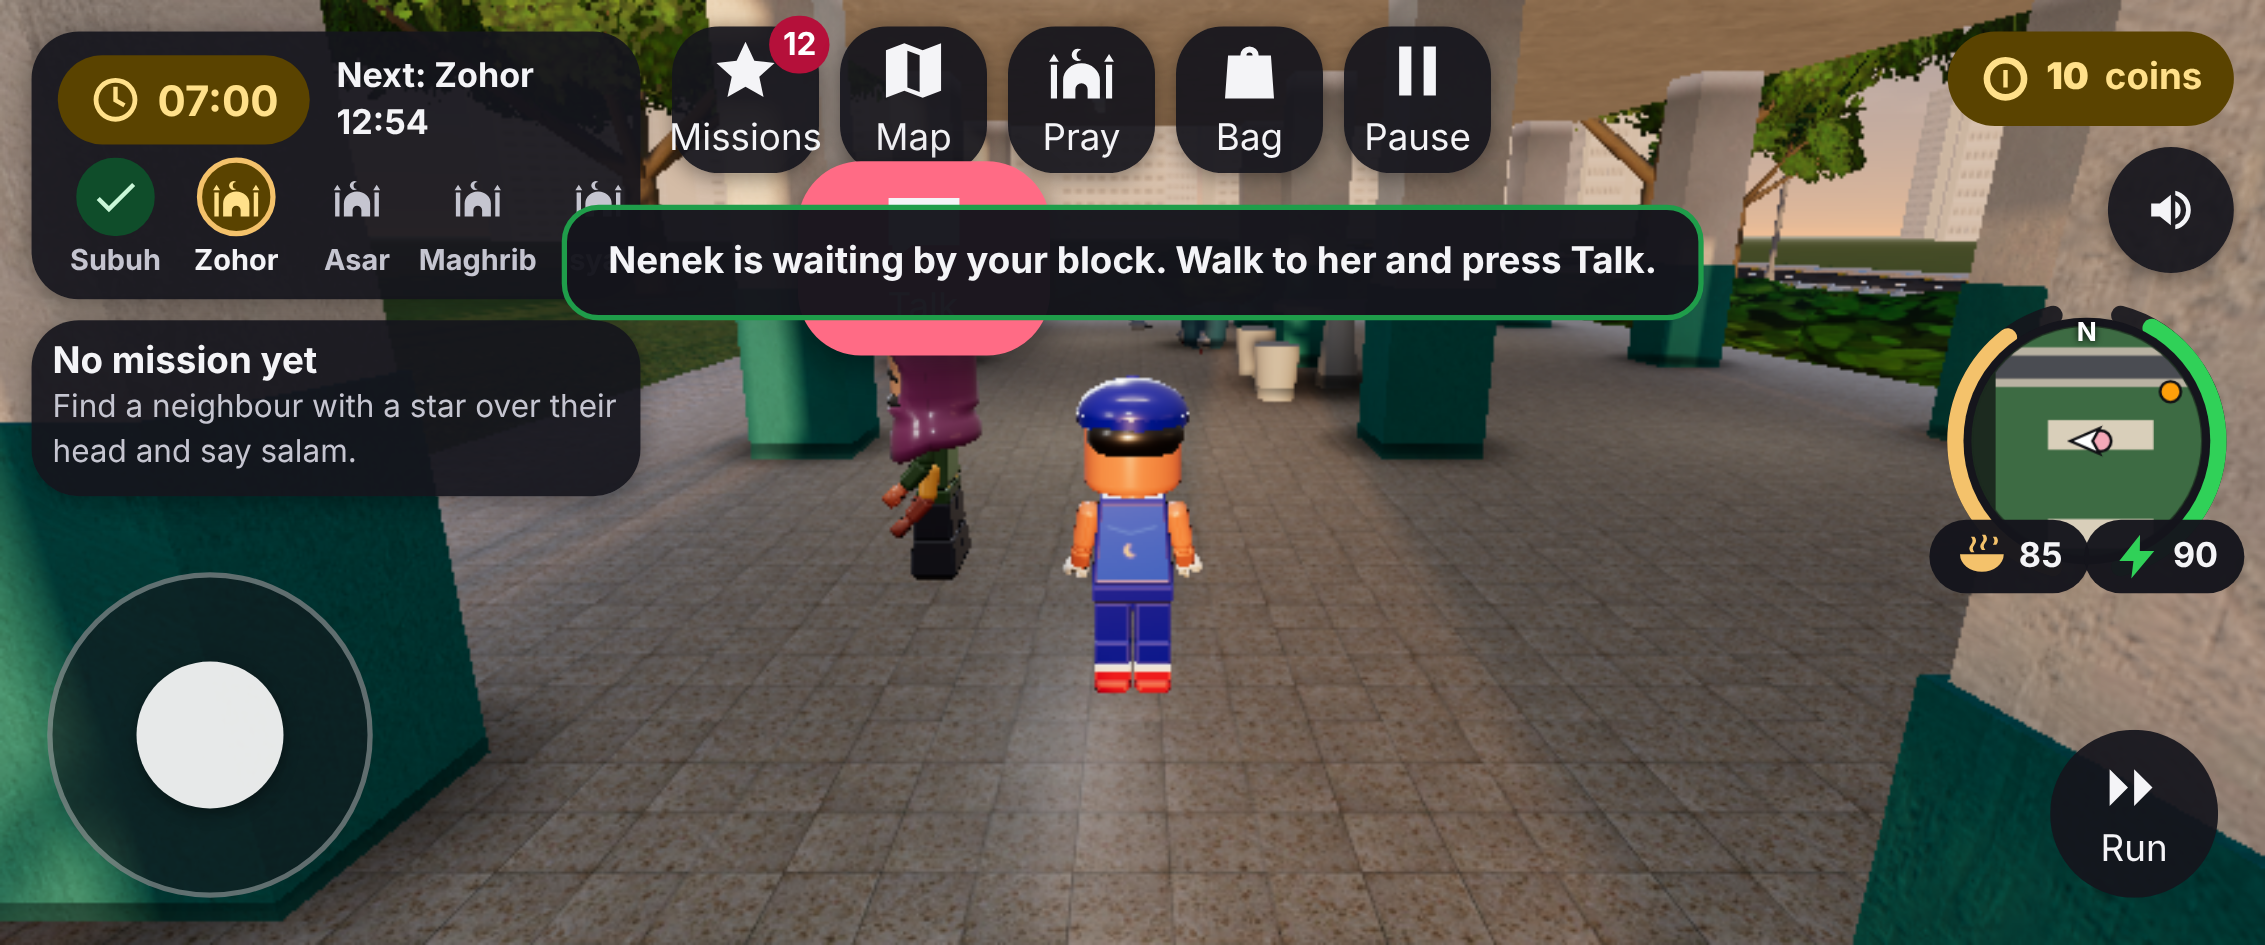 07:00
Next: Zohor
12:54
Subuh
Zohor
Asar
Maghrib
12
Missions
Map
Pray
Bag
Pause
10 coins
Nenek is waiting by your block. Walk to her and press Talk.
Talk
No mission yet
Find a neighbour with a star over their
head and say salam.
N
85
90
Run